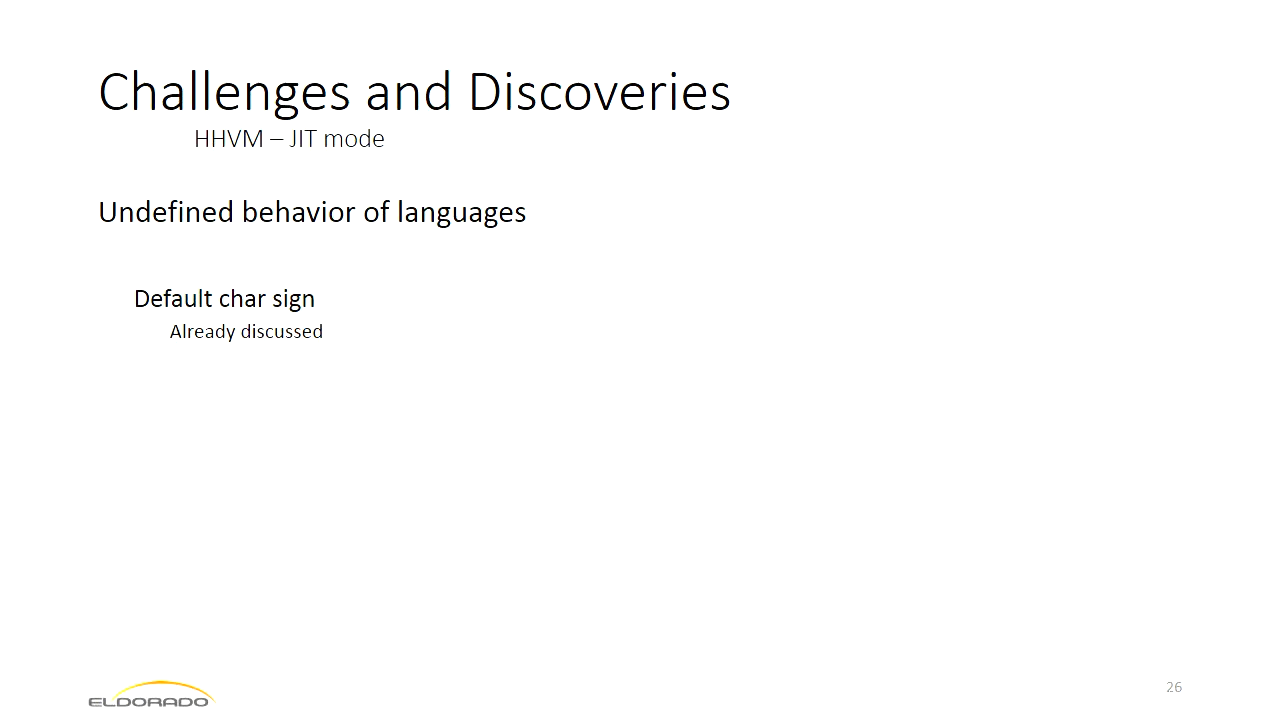 Challenges and Discoveries
HHVM – JIT mode
Undefined behavior of languages
Default char sign
Already discussed
ELDORADO
26